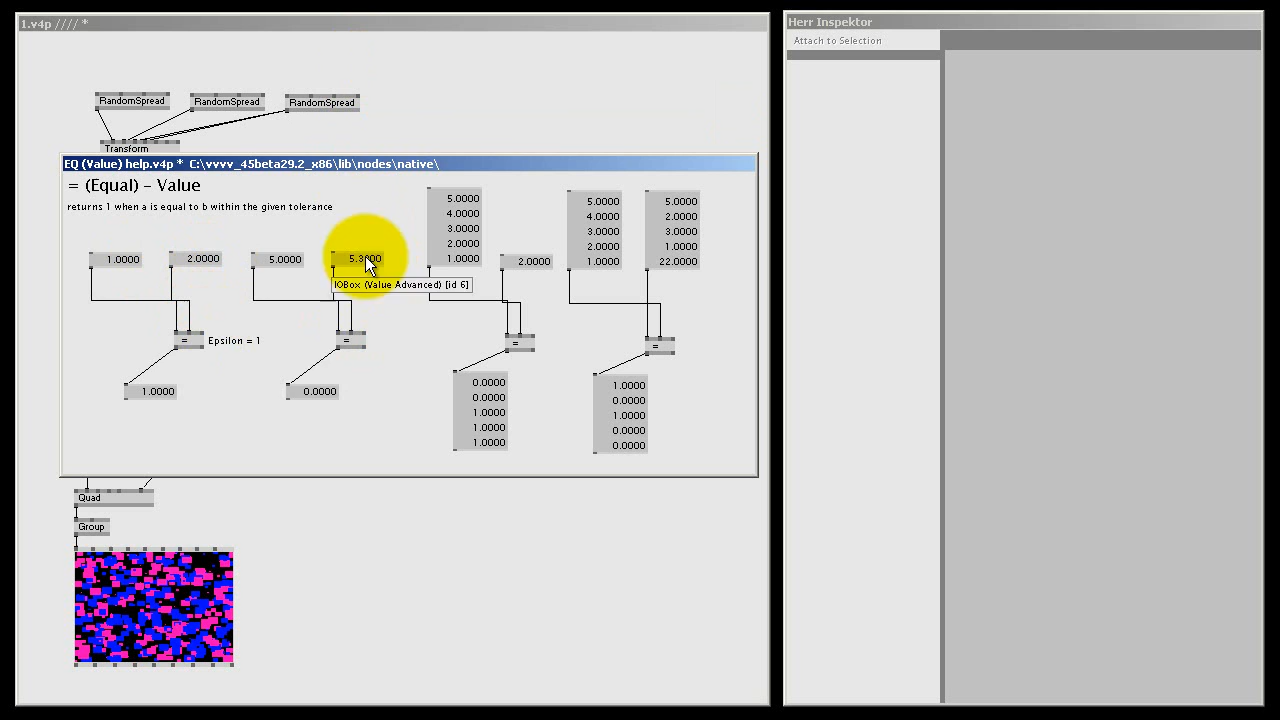 1.v4p //// *
Herr Inspektor
Attach to Selection
RandomSpread
RandomSpread
RandomSpread
Transform
EQ (Value) help.v4p * C:\vvvv_45beta29.2_x86\lib\nodes\native\
= (Equal) - Value
returns 1 when a is equal to b within the given tolerance
1.0000
2.0000
5.0000
5.0000
4.0000
3.0000
2.0000
1.0000
2.0000
5.0000
4.0000
3.0000
2.0000
1.0000
5.0000
2.0000
3.0000
1.0000
22.0000
IOBox (Value Advanced) [id 6]
=
Epsilon = 1
=
=
=
1.0000
0.0000
0.0000
0.0000
1.0000
1.0000
1.0000
1.0000
0.0000
1.0000
0.0000
0.0000
Quad
Group